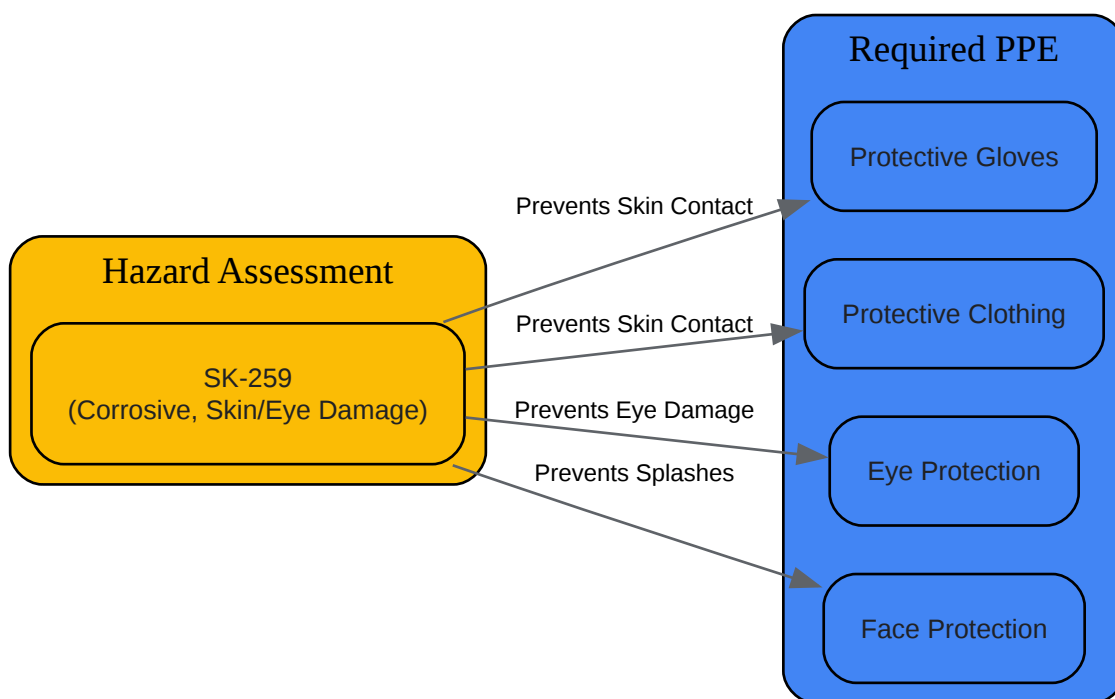 Required PPE
Protective Gloves
Prevents Skin Contact
Hazard Assessment
Protective Clothing
Prevents Skin Contact
SK-259
(Corrosive, Skin/Eye Damage)
Prevents Eye Damage
Eye Protection
Prevents Splashes
Face Protection